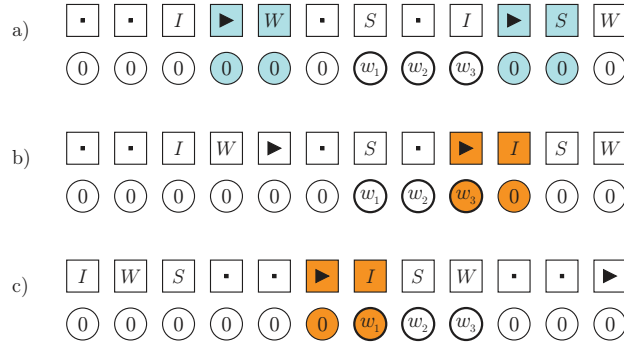 a) ▪ ▪ I ▶ W ▪ S ▪ I ▶ S W
0 0 0 0 0 0 w₁ w₂ w₃ 0 0 0
b) ▪ ▪ I W ▶ ▪ S ▪ ▶ I S W
0 0 0 0 0 0 w₁ w₂ w₃ 0 0 0
c) I W S ▪ ▪ ▶ I S W ▪ ▪ ▶
0 0 0 0 0 0 w₁ w₂ w₃ 0 0 0